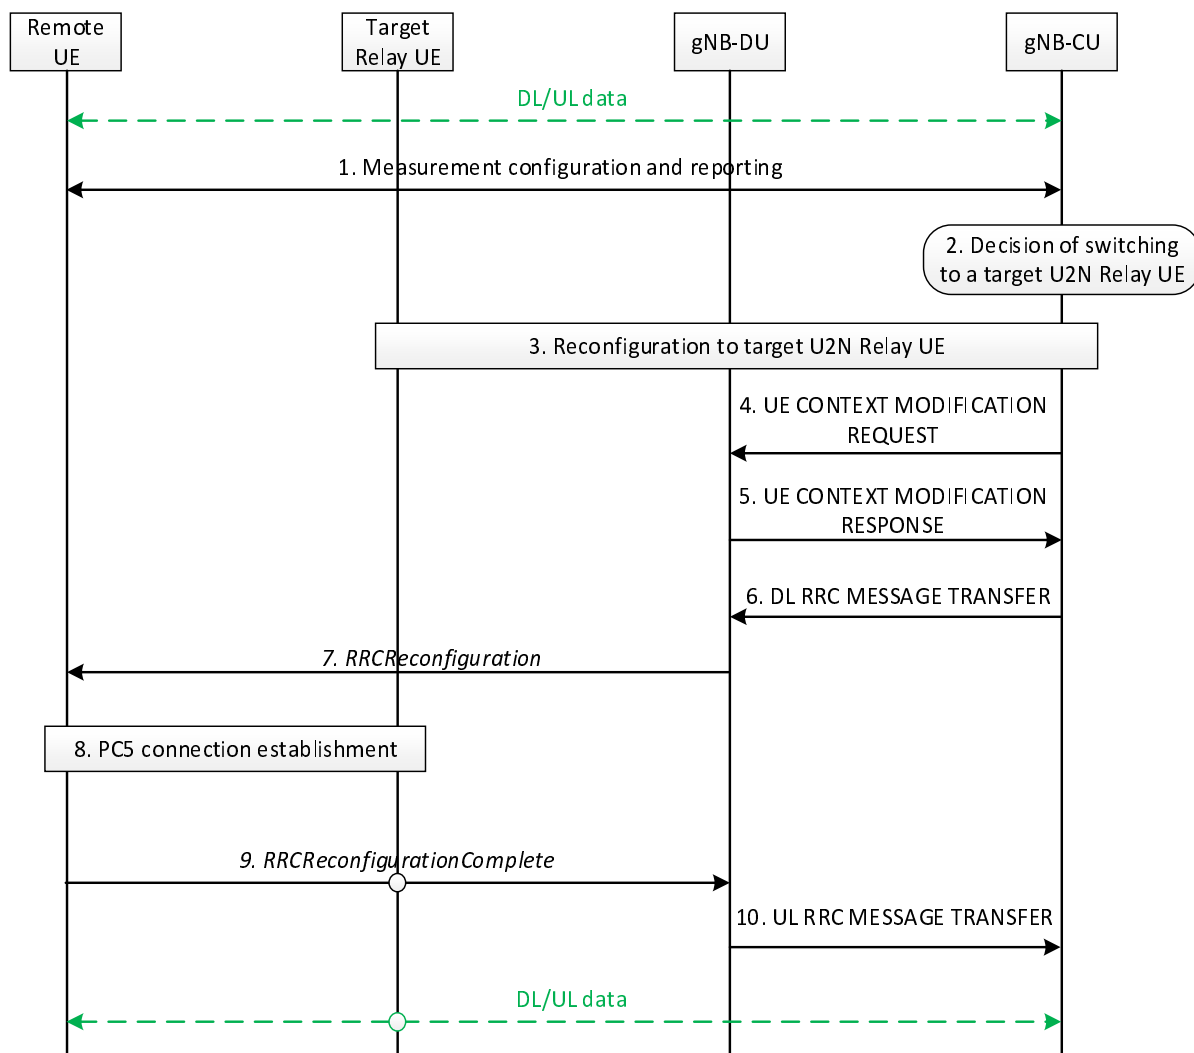 Remote
UE
Target
Relay UE
gNB-DU
gNB-CU
DL/UL data
1. Measurement configuration and reporting
2. Decision of switching
to a target U2N Relay UE
3. Reconfiguration to target U2N Relay UE
4. UE CONTEXT MODIFICATION
REQUEST
5. UE CONTEXT MODIFICATION
RESPONSE
6. DL RRC MESSAGE TRANSFER
7. RRCReconfiguration
8. PC5 connection establishment
9. RRCReconfigurationComplete
10. UL RRC MESSAGE TRANSFER
DL/UL data